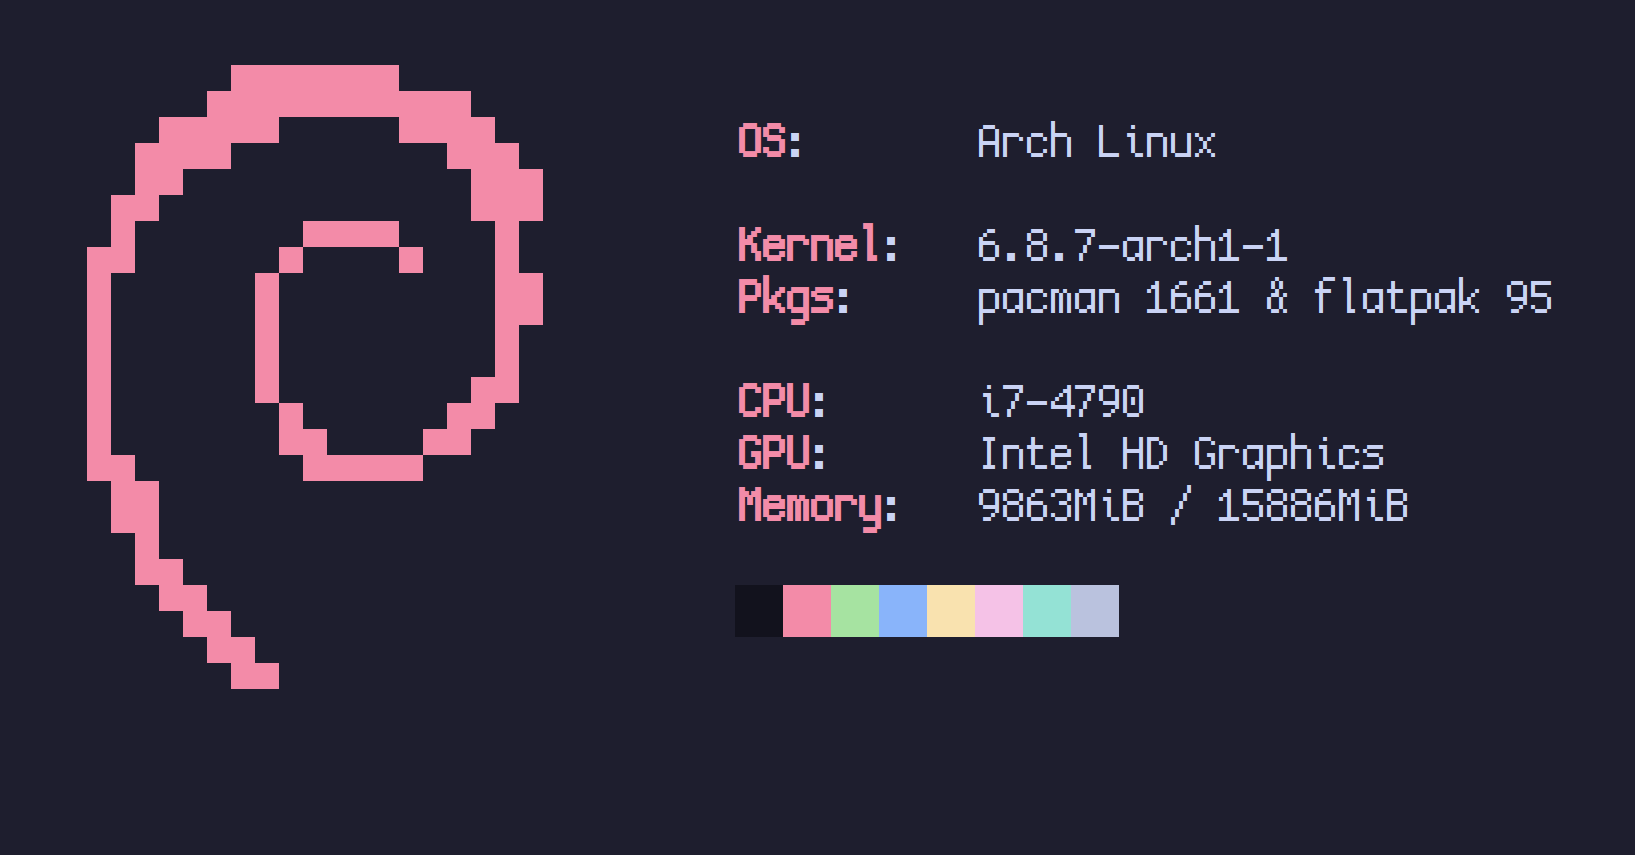 OS: Arch Linux
Kernel: 6.8.7-arch1-1
Pkgs: pacman 1661 & flatpak 95
CPU: i7-4790
GPU: Intel HD Graphics
Memory: 9863MiB / 15886MiB